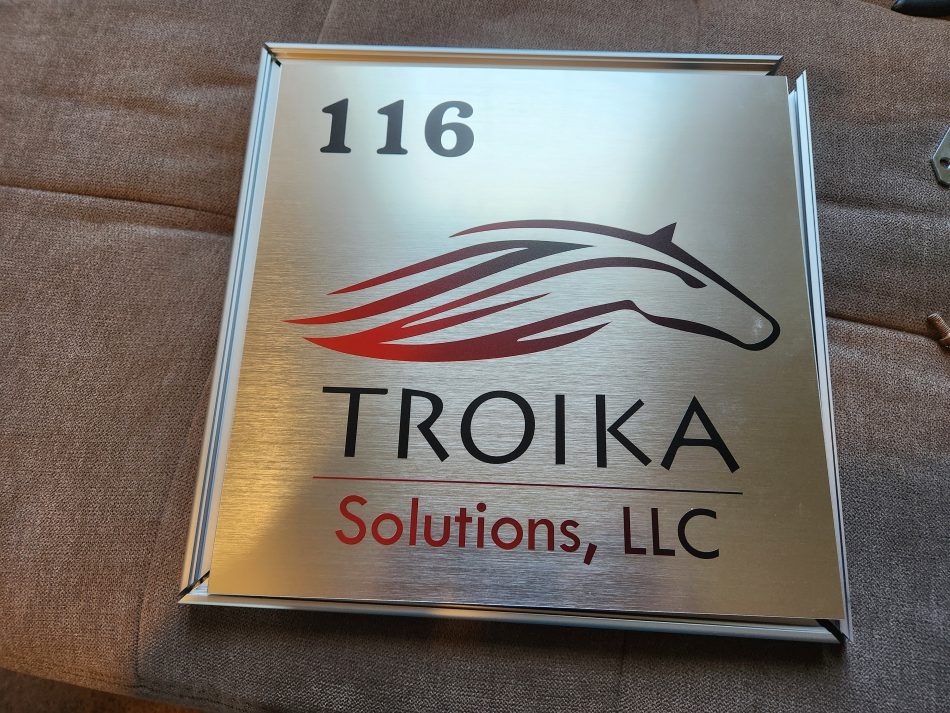 116
TROIKA
Solutions, LLC